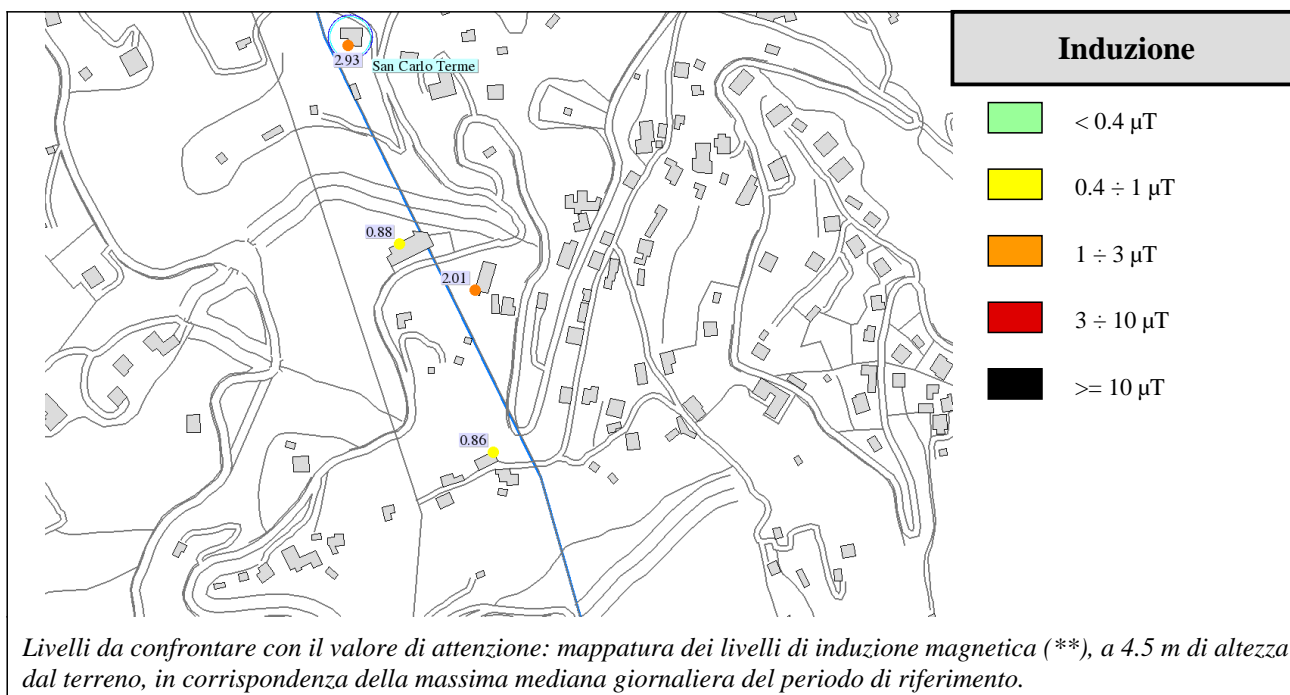 2.93
San Carlo Terme
0.88
2.01
0.86
Induzione
< 0.4 µT
0.4 ÷ 1 µT
1 ÷ 3 µT
3 ÷ 10 µT
>= 10 µT
Livelli da confrontare con il valore di attenzione: mappatura dei livelli di induzione magnetica (**), a 4.5 m di altezza
dal terreno, in corrispondenza della massima mediana giornaliera del periodo di riferimento.